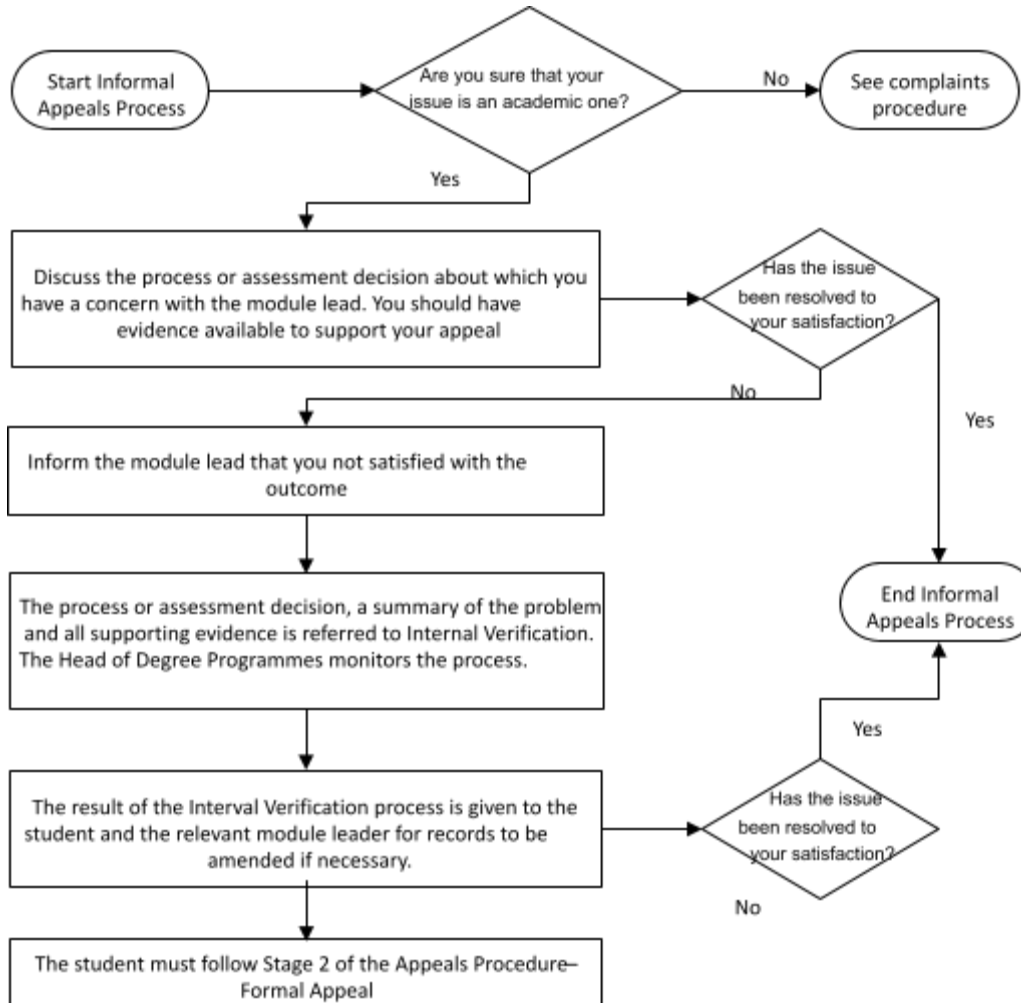 Start Informal
Appeals Process
Are you sure that your
issue is an academic one?
No
See complaints
procedure
Yes
Discuss the process or assessment decision about which you
have a concern with the module lead. You should have
evidence available to support your appeal
Has the issue
been resolved to
your satisfaction?
No
Yes
Inform the module lead that you not satisfied with the
outcome
The process or assessment decision, a summary of the problem
and all supporting evidence is referred to Internal Verification.
The Head of Degree Programmes monitors the process.
End Informal
Appeals Process
Yes
The result of the Interval Verification process is given to the
student and the relevant module leader for records to be
amended if necessary.
Has the issue
been resolved to
your satisfaction?
No
The student must follow Stage 2 of the Appeals Procedure–
Formal Appeal